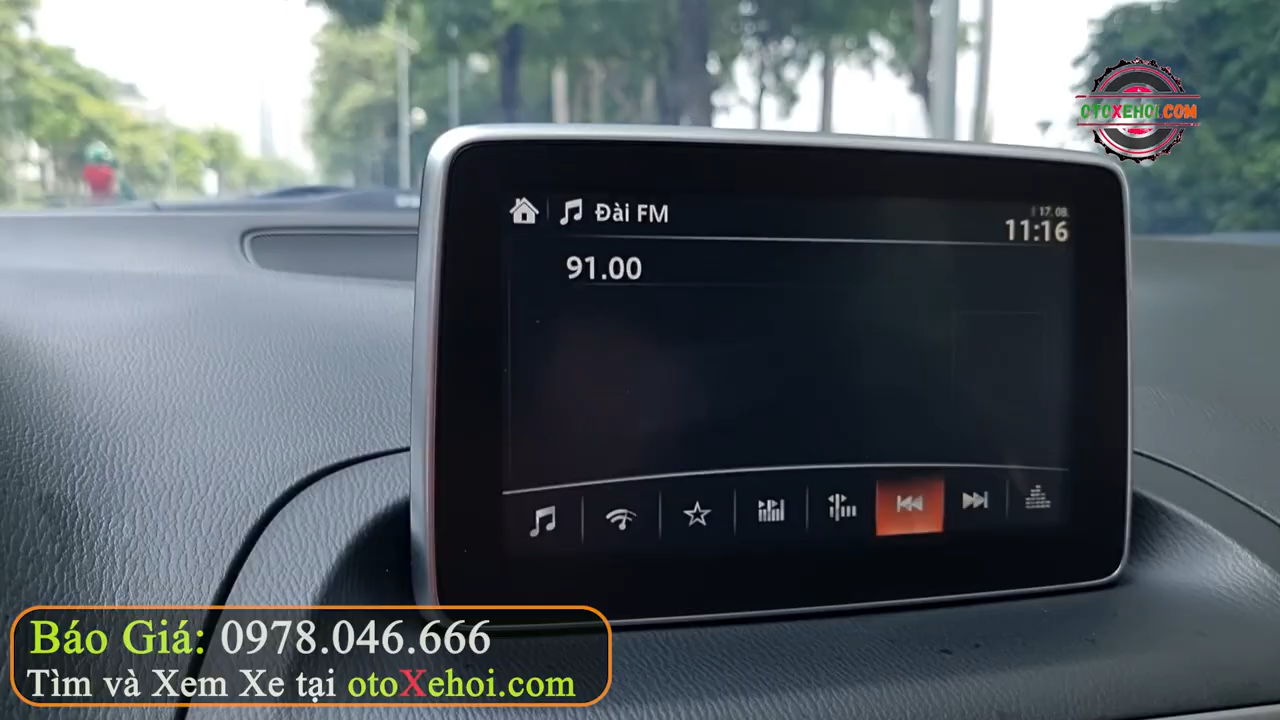 OTOXEHOI.COM
Đài FM
17. 08.
11:16
91.00
Báo Giá: 0978.046.666
Tìm và Xem Xe tại otoXehoi.com